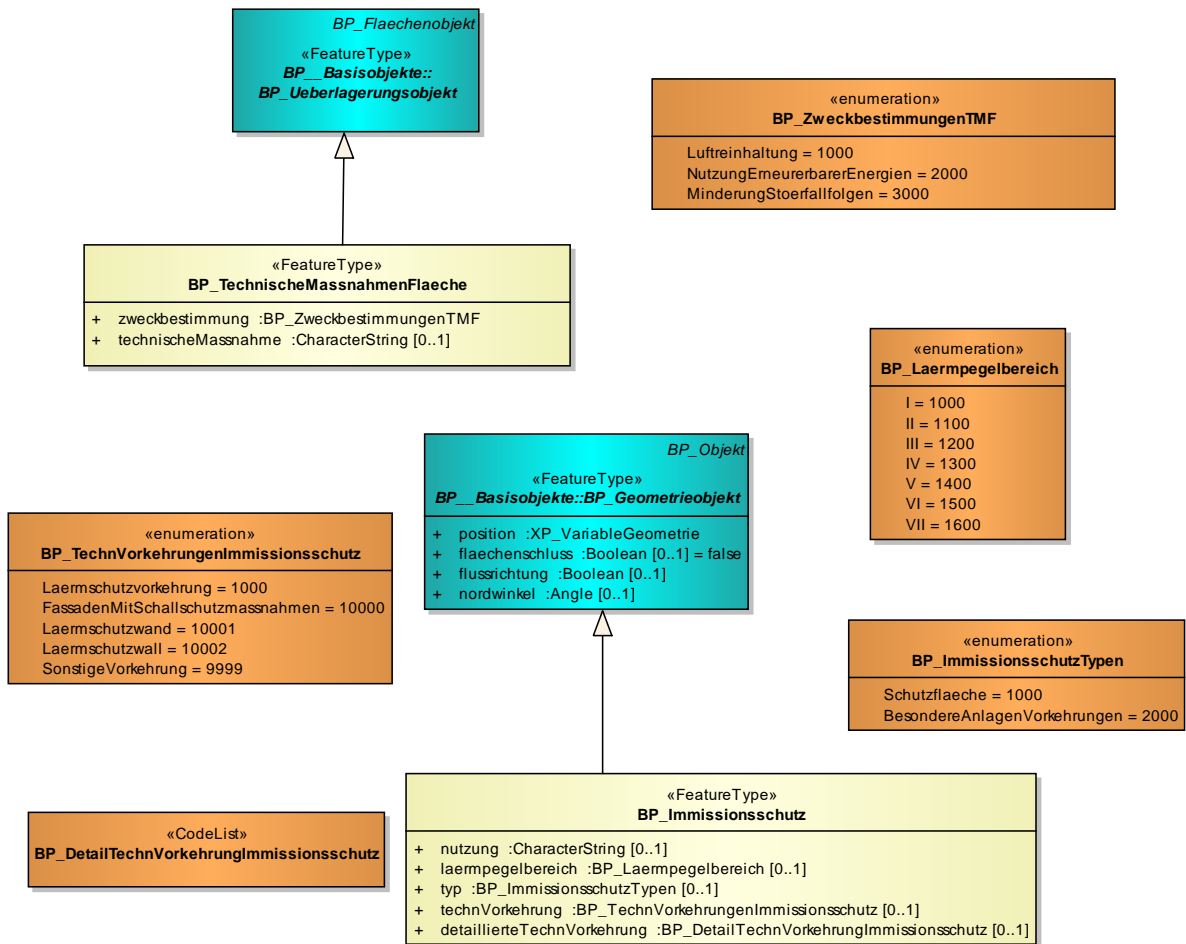 BP_Flaechenobjekt
«FeatureType»
BP__Basisobjekte::
BP_Ueberlagerungsobjekt
«enumeration»
BP_ZweckbestimmungenTMF
Luftreinhaltung = 1000
NutzungErneurerbarerEnergien = 2000
MinderungStoerfallfolgen = 3000
«FeatureType»
BP_TechnischeMassnahmenFlaeche
+ zweckbestimmung :BP_ZweckbestimmungenTMF
+ technischeMassnahme :CharacterString [0..1]
«enumeration»
BP_Laermpegelbereich
I = 1000
II = 1100
III = 1200
IV = 1300
V = 1400
VI = 1500
VII = 1600
BP_Objekt
«FeatureType»
BP__Basisobjekte::BP_Geometrieobjekt
+ position :XP_VariableGeometrie
+ flaechenschluss :Boolean [0..1] = false
+ flussrichtung :Boolean [0..1]
+ nordwinkel :Angle [0..1]
«enumeration»
BP_TechnVorkehrungenImmissionsschutz
Laermschutzvorkehrung = 1000
FassadenMitSchallschutzmassnahmen = 10000
Laermschutzwand = 10001
Laermschutzwall = 10002
SonstigeVorkehrung = 9999
«enumeration»
BP_ImmissionsschutzTypen
Schutzflaeche = 1000
BesondereAnlagenVorkehrungen = 2000
«CodeList»
BP_DetailTechnVorkehrungImmissionsschutz
«FeatureType»
BP_Immissionsschutz
+ nutzung :CharacterString [0..1]
+ laermpegelbereich :BP_Laermpegelbereich [0..1]
+ typ :BP_ImmissionsschutzTypen [0..1]
+ technVorkehrung :BP_TechnVorkehrungenImmissionsschutz [0..1]
+ detaillierteTechnVorkehrung :BP_DetailTechnVorkehrungImmissionsschutz [0..1]